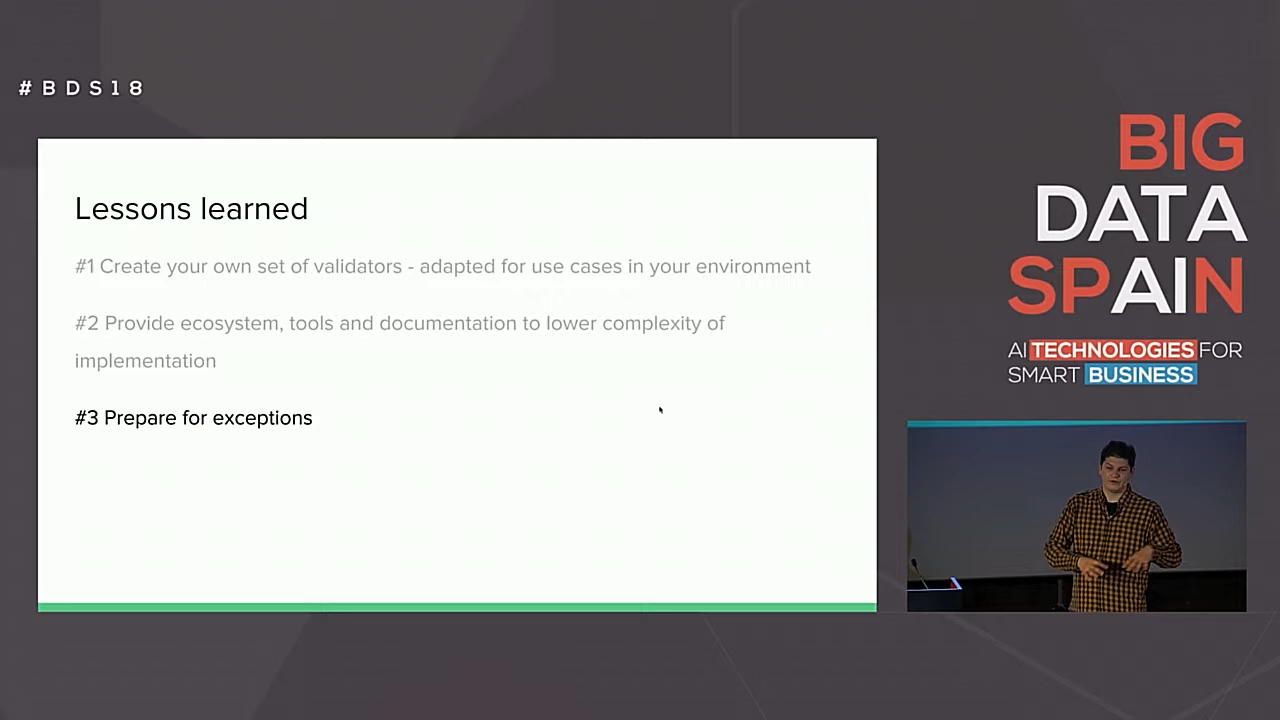 #BDS18
Lessons learned
#1 Create your own set of validators - adapted for use cases in your environment
#2 Provide ecosystem, tools and documentation to lower complexity of
implementation
#3 Prepare for exceptions
BIG
DATA
SPAIN
AI TECHNOLOGIES FOR
SMART BUSINESS